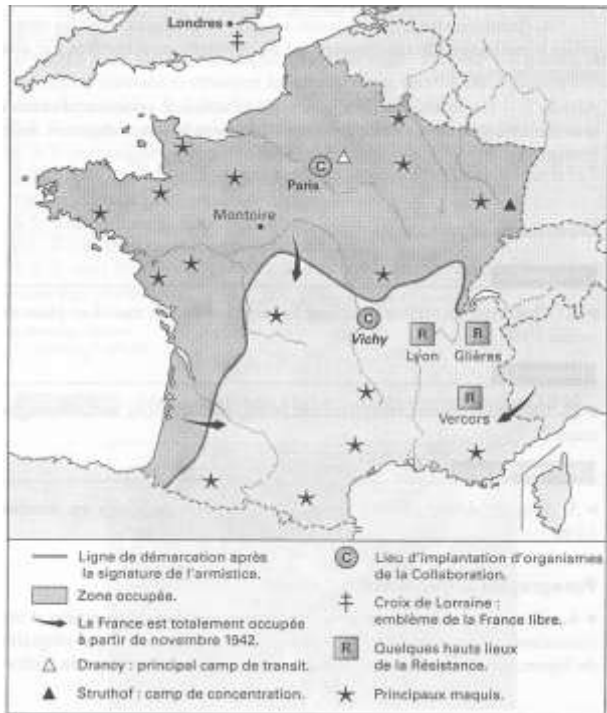 Londres
C
Paris
Montoire
C
Vichy
R
Lyon
R
Glières
R
Vercors
Ligne de démarcation après
la signature de l'armistice.
Zone occupée.
La France est totalement occupée
à partir de novembre 1942.
Drancy : principal camp de transit.
Struthof : camp de concentration.
C
Lieu d'implantation d'organismes
de la Collaboration.
Croix de Lorraine :
emblème de la France libre.
R
Quelques hauts lieux
de la Résistance.
Principaux maquis.